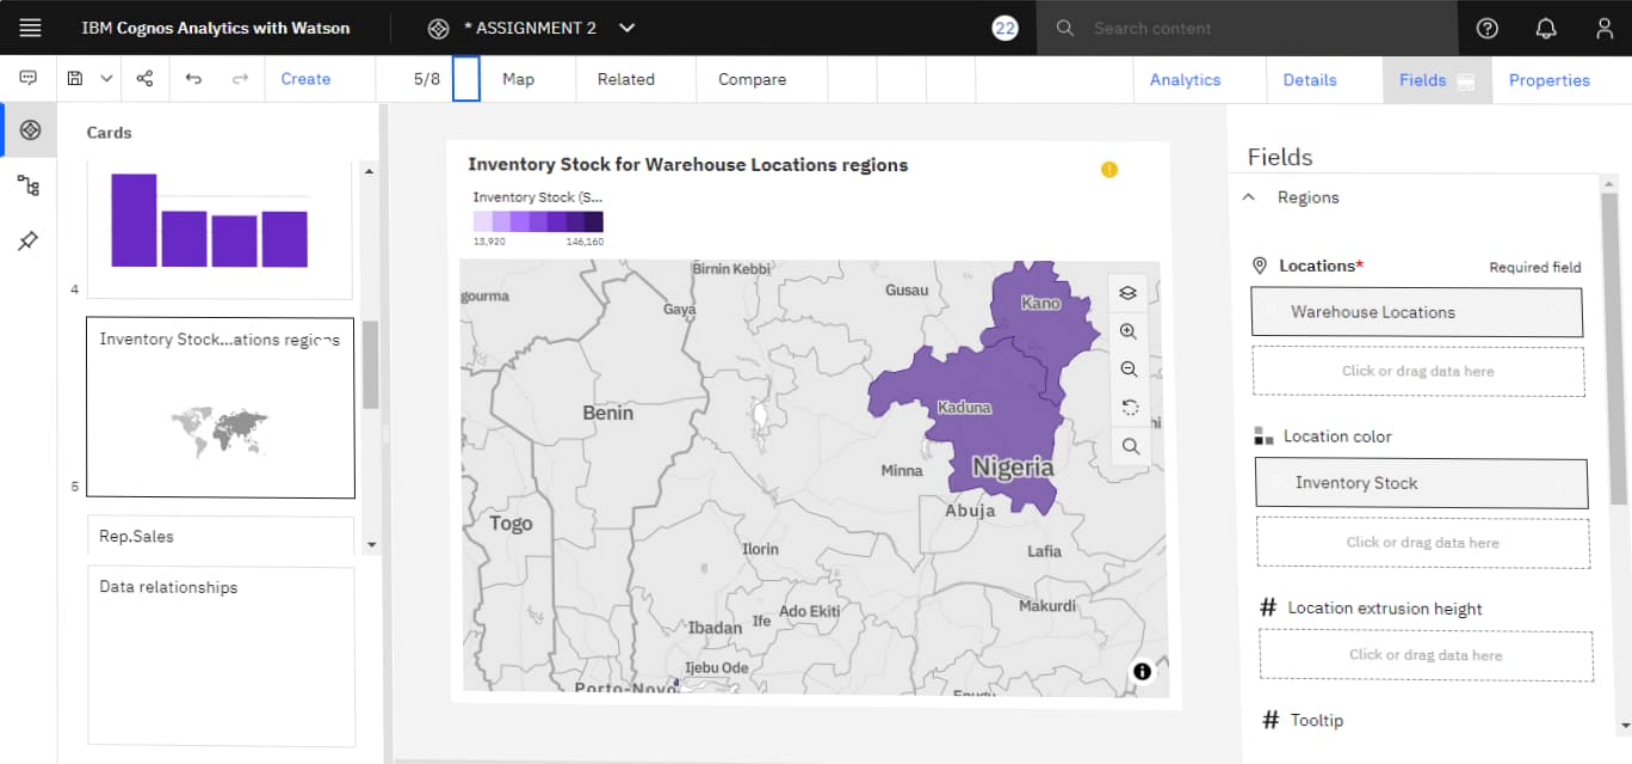 IBM Cognos Analytics with Watson
* ASSIGNMENT 2
22
Search content
Create
5/8
Map
Related
Compare
Analytics
Details
Fields
Properties
Cards
4
Inventory Stock...ations regions
5
Rep.Sales
Data relationships
Inventory Stock for Warehouse Locations regions
Inventory Stock (S...
13,920 146,160
Birnin Kebbi
gourma
Gusau
Gaya
Kano
Benin
Kaduna
hi
Minna
Nigeria
Abuja
Togo
Ilorin
Lafia
Ado Ekiti
Makurdi
Ibadan
Ife
Ijebu Ode
Porto-Novo
Enugu
Fields
Regions
Locations* Required field
Warehouse Locations
Click or drag data here
Location color
Inventory Stock
Click or drag data here
# Location extrusion height
Click or drag data here
# Tooltip